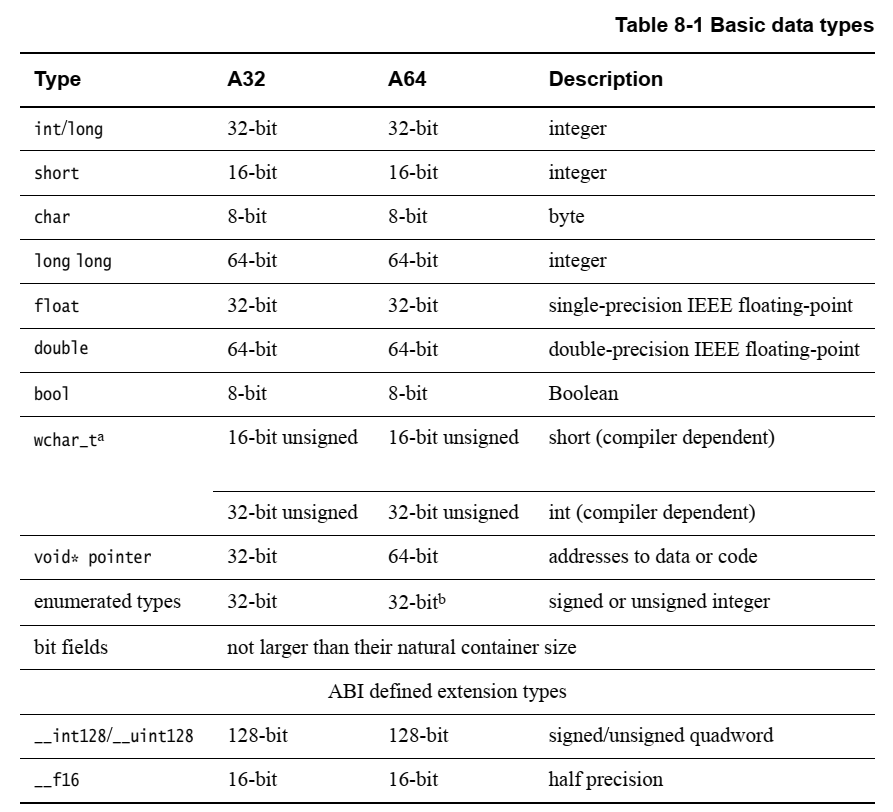 Table 8-1 Basic data types
Type A32 A64 Description
int/long 32-bit 32-bit integer
short 16-bit 16-bit integer
char 8-bit 8-bit byte
long long 64-bit 64-bit integer
float 32-bit 32-bit single-precision IEEE floating-point
double 64-bit 64-bit double-precision IEEE floating-point
bool 8-bit 8-bit Boolean
wchar_tᵃ 16-bit unsigned 16-bit unsigned short (compiler dependent)
32-bit unsigned 32-bit unsigned int (compiler dependent)
void* pointer 32-bit 64-bit addresses to data or code
enumerated types 32-bit 32-bitᵇ signed or unsigned integer
bit fields not larger than their natural container size
ABI defined extension types
__int128/__uint128 128-bit 128-bit signed/unsigned quadword
__f16 16-bit 16-bit half precision